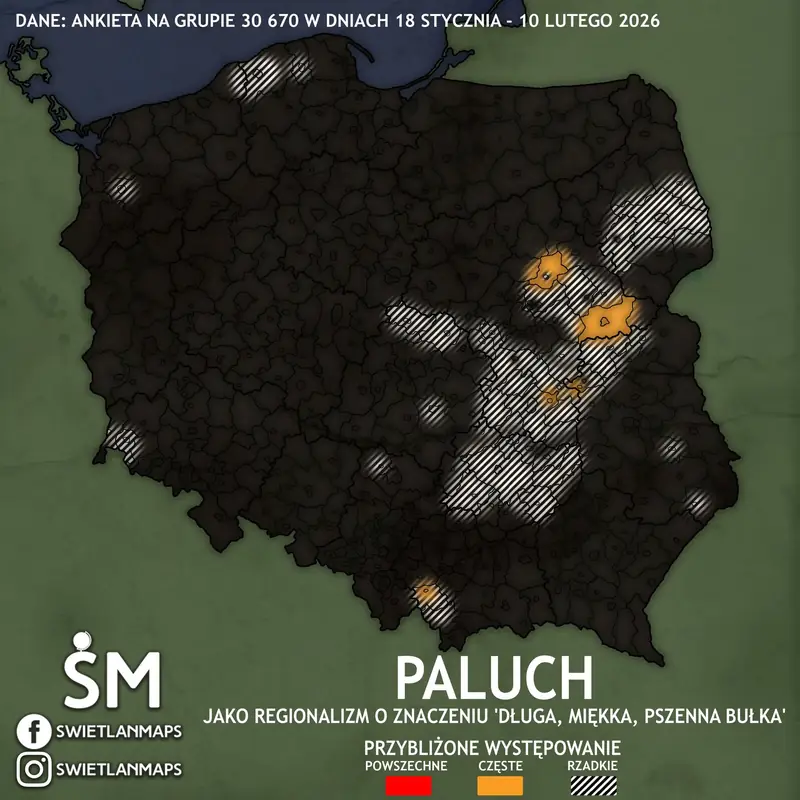 DANE: ANKIETA NA GRUPIE 30 670 W DNIACH 18 STYCZNIA - 10 LUTEGO 2026
ŚM
SWIETLANMAPS
SWIETLANMAPS
PALUCH
JAKO REGIONALIZM O ZNACZENIU 'DŁUGA, MIĘKKA, PSZENNA BUŁKA'
PRZYBLIŻONE WYSTĘPOWANIE
POWSZECHNE CZĘSTE RZADKIE